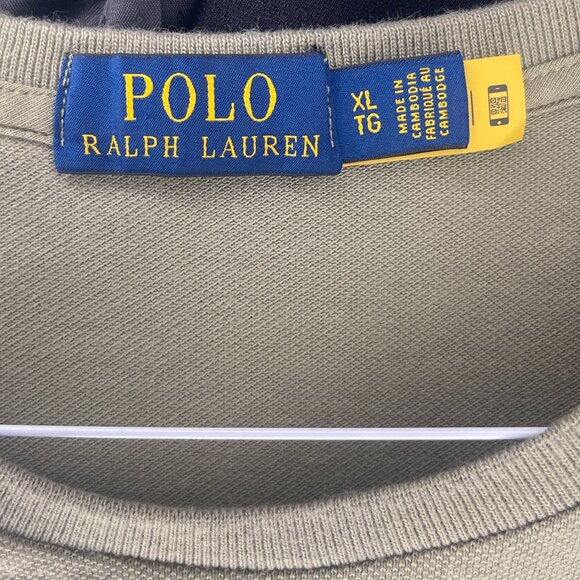 POLO
RALPH LAUREN
XL
TG
MADE IN
CAMBODIA
FABRIQUÉ AU
CAMBODGE